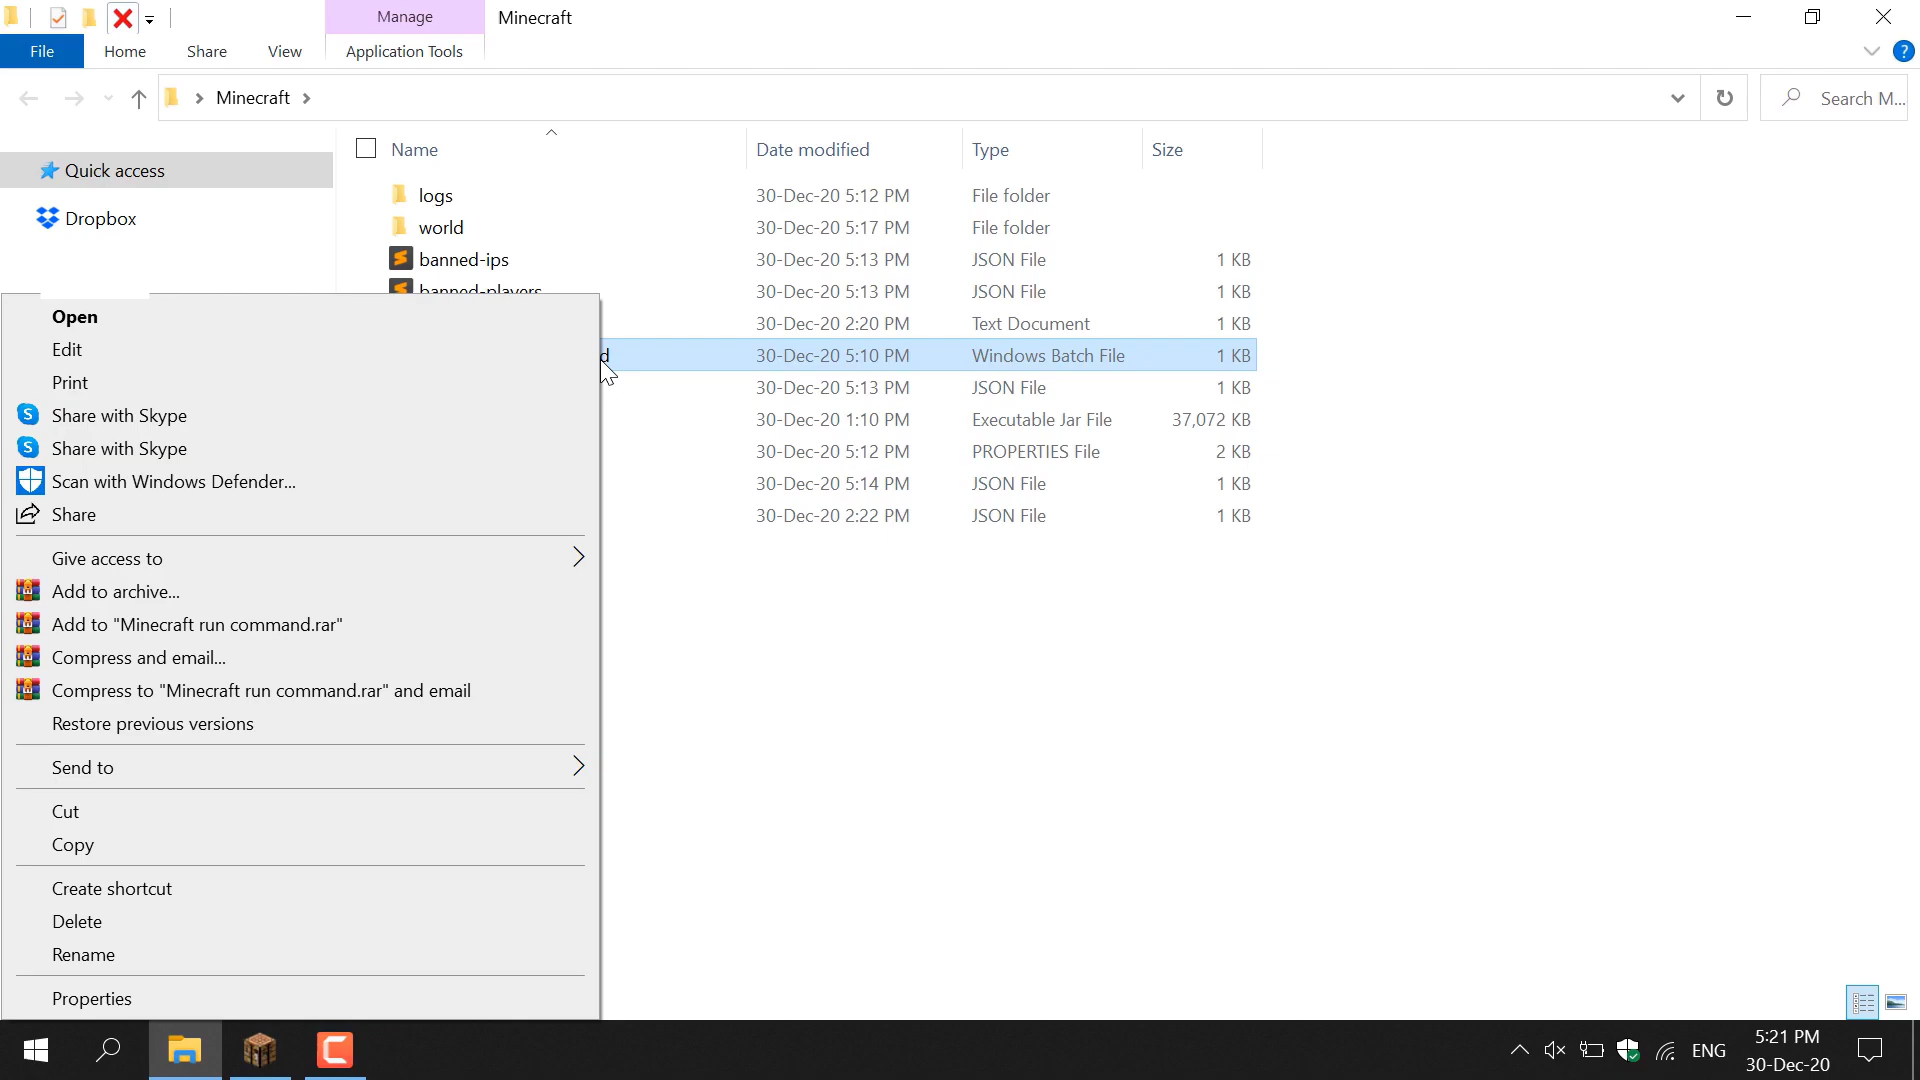 Manage
Minecraft
File
Home
Share
View
Application Tools
?
Minecraft
Search M...
Name
Date modified
Type
Size
Quick access
Dropbox
logs
30-Dec-20 5:12 PM
File folder
world
30-Dec-20 5:17 PM
File folder
banned-ips
30-Dec-20 5:13 PM
JSON File
1 KB
banned-players
30-Dec-20 5:13 PM
JSON File
1 KB
30-Dec-20 2:20 PM
Text Document
1 KB
d
30-Dec-20 5:10 PM
Windows Batch File
1 KB
30-Dec-20 5:13 PM
JSON File
1 KB
30-Dec-20 1:10 PM
Executable Jar File
37,072 KB
30-Dec-20 5:12 PM
PROPERTIES File
2 KB
30-Dec-20 5:14 PM
JSON File
1 KB
30-Dec-20 2:22 PM
JSON File
1 KB
Open
Edit
Print
Share with Skype
Share with Skype
Scan with Windows Defender...
Share
Give access to
Add to archive...
Add to "Minecraft run command.rar"
Compress and email...
Compress to "Minecraft run command.rar" and email
Restore previous versions
Send to
Cut
Copy
Create shortcut
Delete
Rename
Properties
ENG
5:21 PM
30-Dec-20